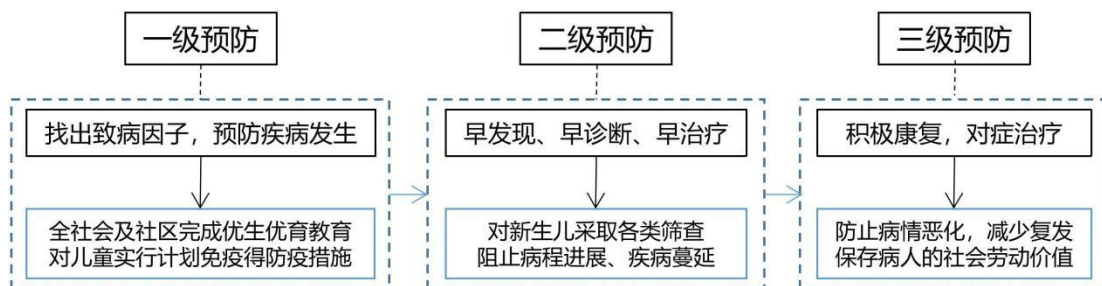 一级预防
找出致病因子，预防疾病发生
全社会及社区完成优生优育教育
对儿童实行计划免疫得防疫措施
二级预防
早发现、早诊断、早治疗
对新生儿采取各类筛查
阻止病程进展、疾病蔓延
三级预防
积极康复，对症治疗
防止病情恶化，减少复发
保存病人的社会劳动价值